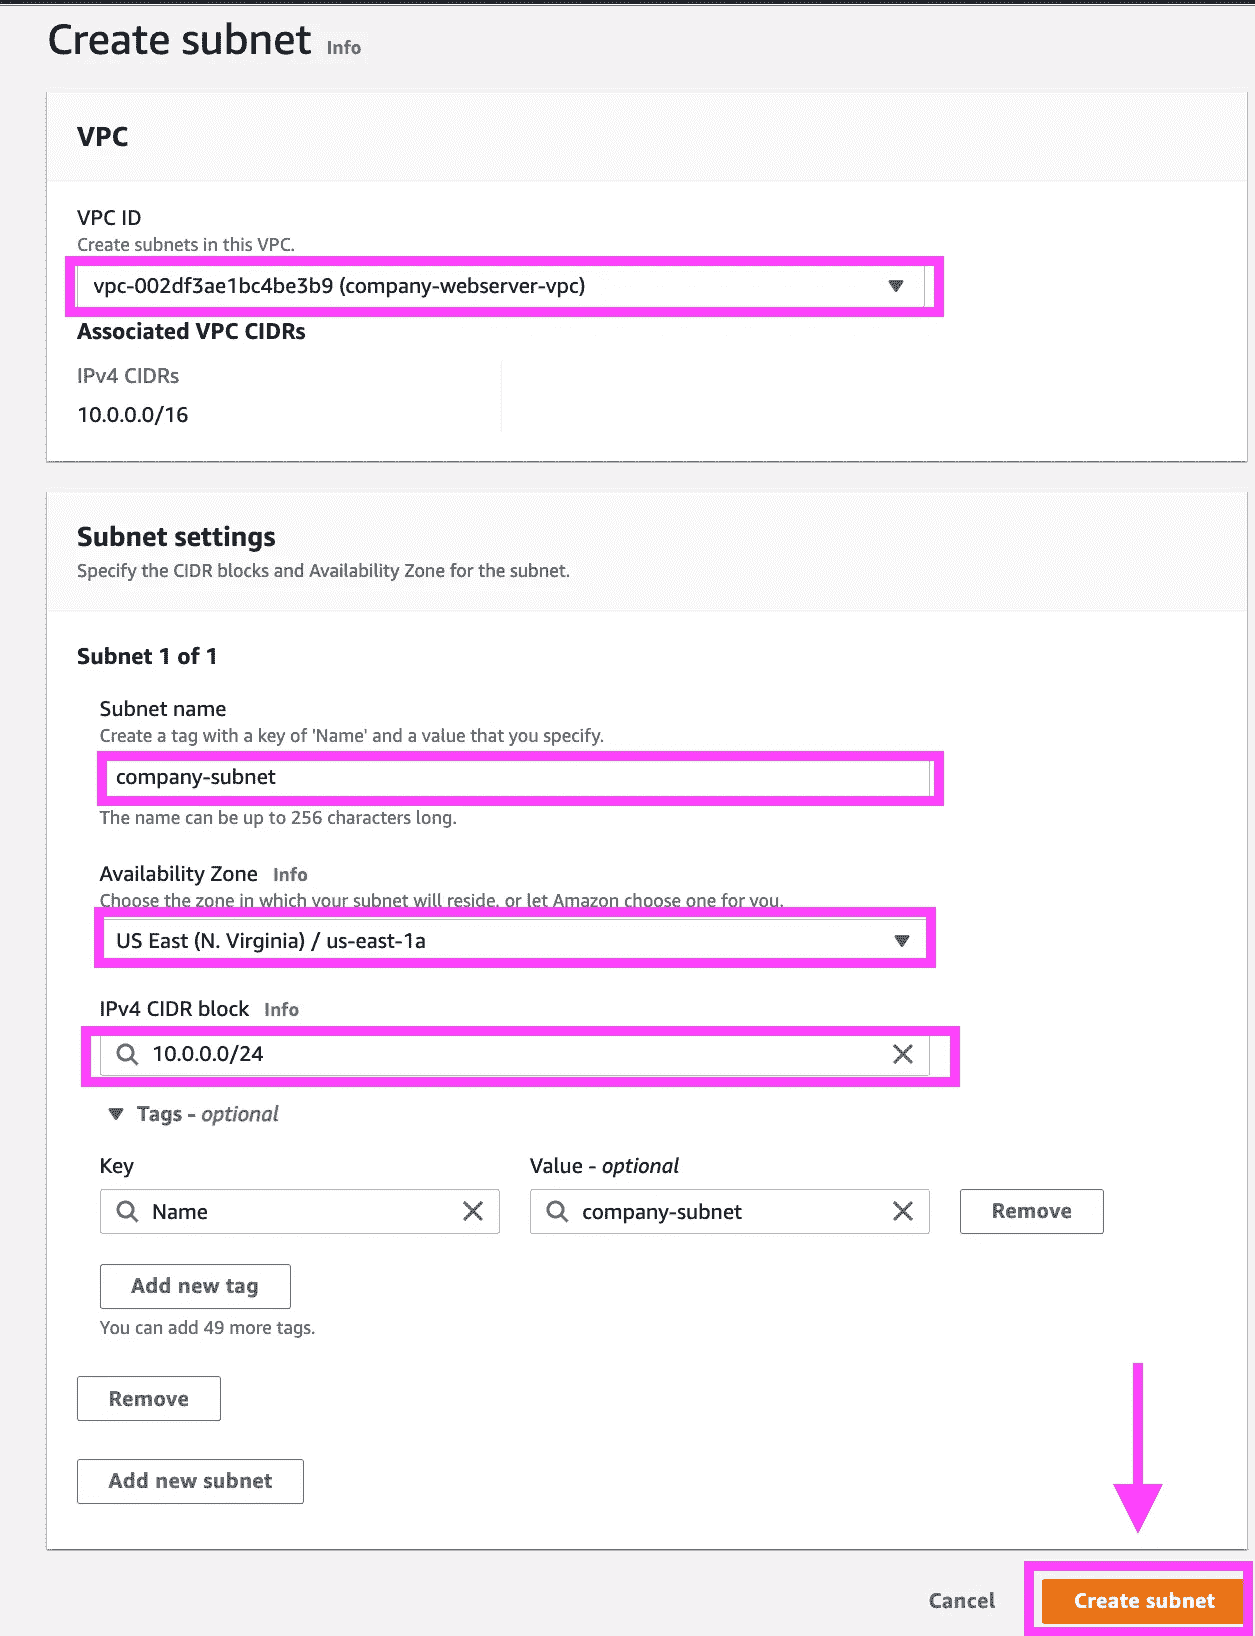 Create subnet Info
VPC
VPC ID
Create subnets in this VPC.
vpc-002df3ae1bc4be3b9 (company-webserver-vpc)
Associated VPC CIDRs
IPv4 CIDRs
10.0.0.0/16
Subnet settings
Specify the CIDR blocks and Availability Zone for the subnet.
Subnet 1 of 1
Subnet name
Create a tag with a key of 'Name' and a value that you specify.
company-subnet
The name can be up to 256 characters long.
Availability Zone Info
Choose the zone in which your subnet will reside, or let Amazon choose one for you.
US East (N. Virginia) / us-east-1a
IPv4 CIDR block Info
10.0.0.0/24
Tags - optional
Key Value - optional
Name company-subnet Remove
Add new tag
You can add 49 more tags.
Remove
Add new subnet
Cancel Create subnet